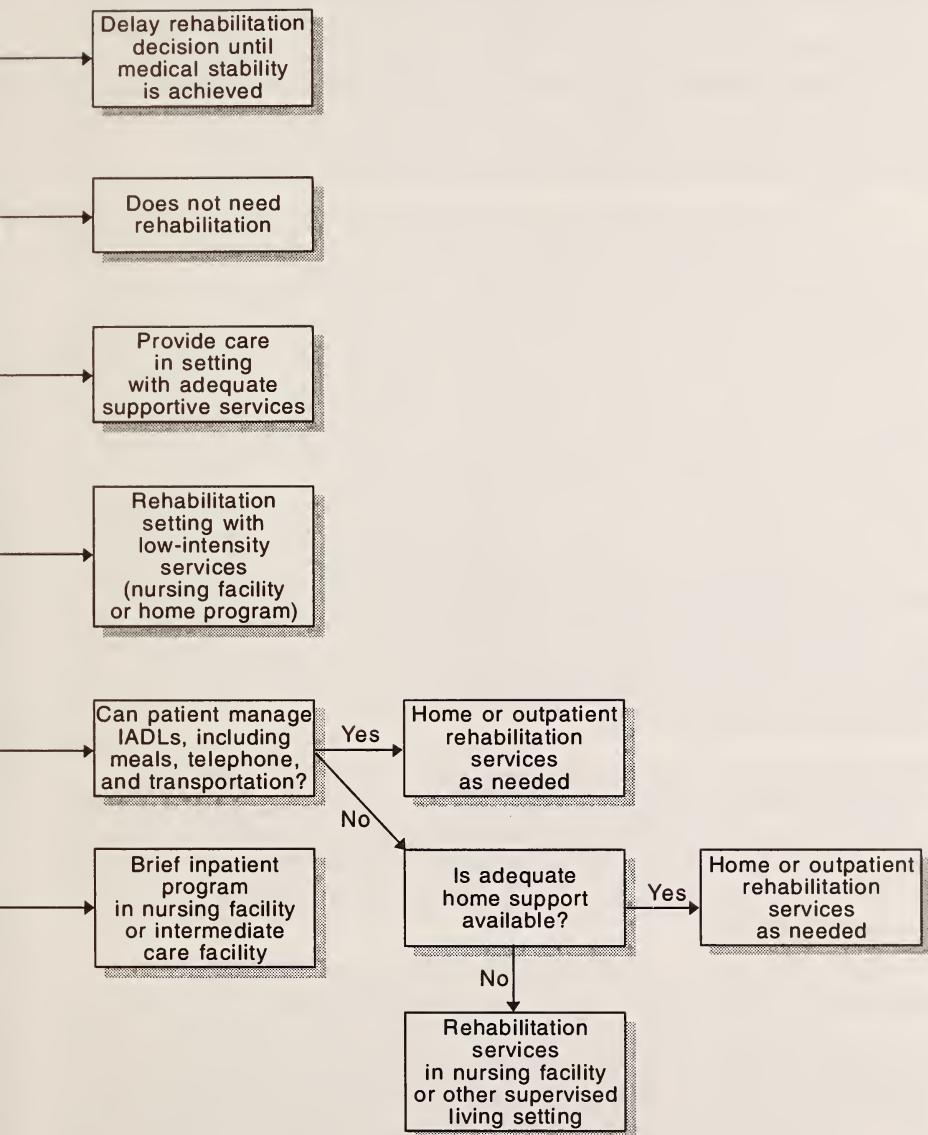 Delay rehabilitation
decision until
medical stability
is achieved
Does not need
rehabilitation
Provide care
in setting
with adequate
supportive services
Rehabilitation
setting with
low-intensity
services
(nursing facility
or home program)
Can patient manage
IADLs, including
meals, telephone,
and transportation?
Yes
Home or outpatient
rehabilitation
services
as needed
No
Brief inpatient
program
in nursing facility
or intermediate
care facility
Is adequate
home support
available?
Yes
Home or outpatient
rehabilitation
services
as needed
No
Rehabilitation
services
in nursing facility
or other supervised
living setting